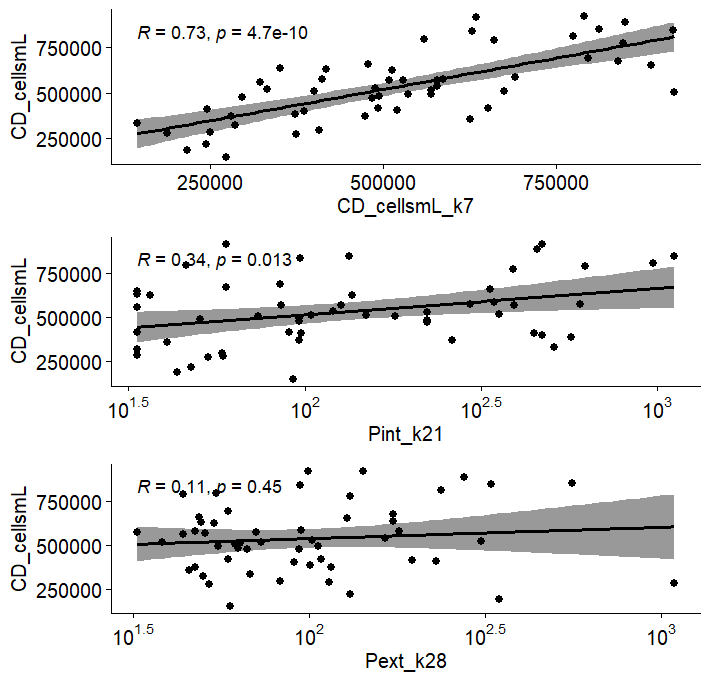 R = 0.73, p = 4.7e-10
CD_cellsmL
750000
500000
250000
250000 500000 750000
CD_cellsmL_k7
R = 0.34, p = 0.013
CD_cellsmL
750000
500000
250000
10^1.5 10^2 10^2.5 10^3
Pint_k21
R = 0.11, p = 0.45
CD_cellsmL
750000
500000
250000
10^1.5 10^2 10^2.5 10^3
Pext_k28